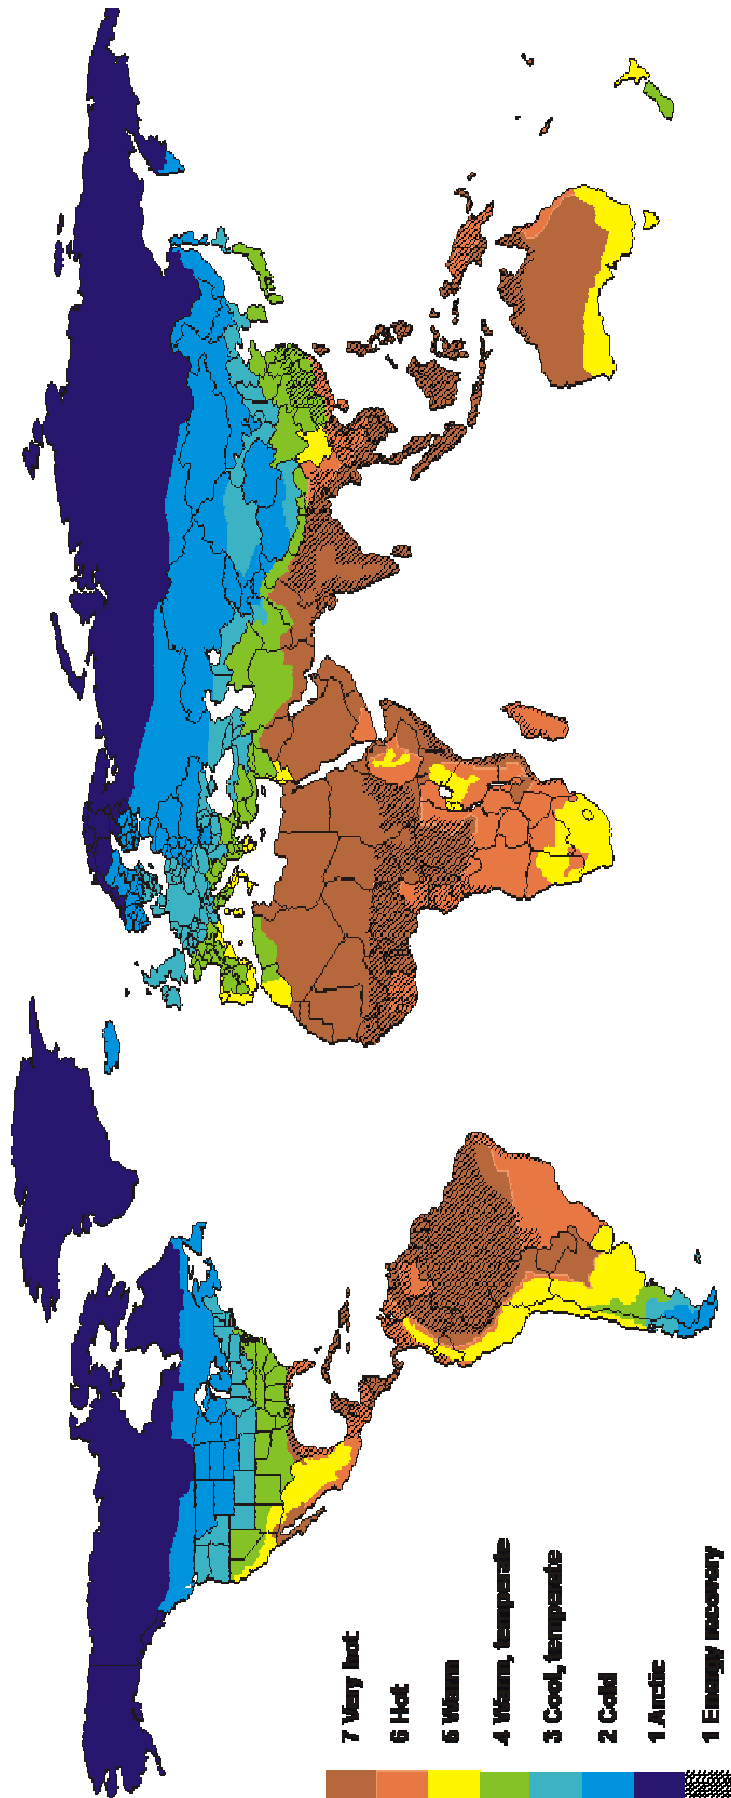 7 Very hot
6 Hot
5 Warm
4 Warm, temperate
3 Cool, temperate
2 Cold
1 Arctic
1 Energy recovery